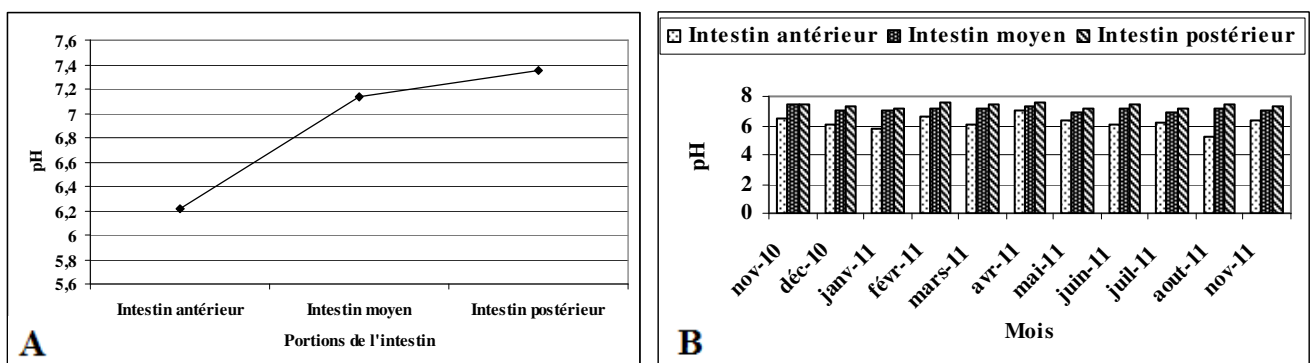 7,6
7,4
7,2
7
6,8
6,6
6,4
6,2
6
5,8
5,6
pH
Intestin antérieur Intestin moyen Intestin postérieur
Portions de l'intestin
A
Intestin antérieur Intestin moyen Intestin postérieur
8
6
4
2
0
pH
nov-10 déc-10 janv-11 févr-11 mars-11 avr-11 mai-11 juin-11 juil-11 aout-11 nov-11
Mois
B